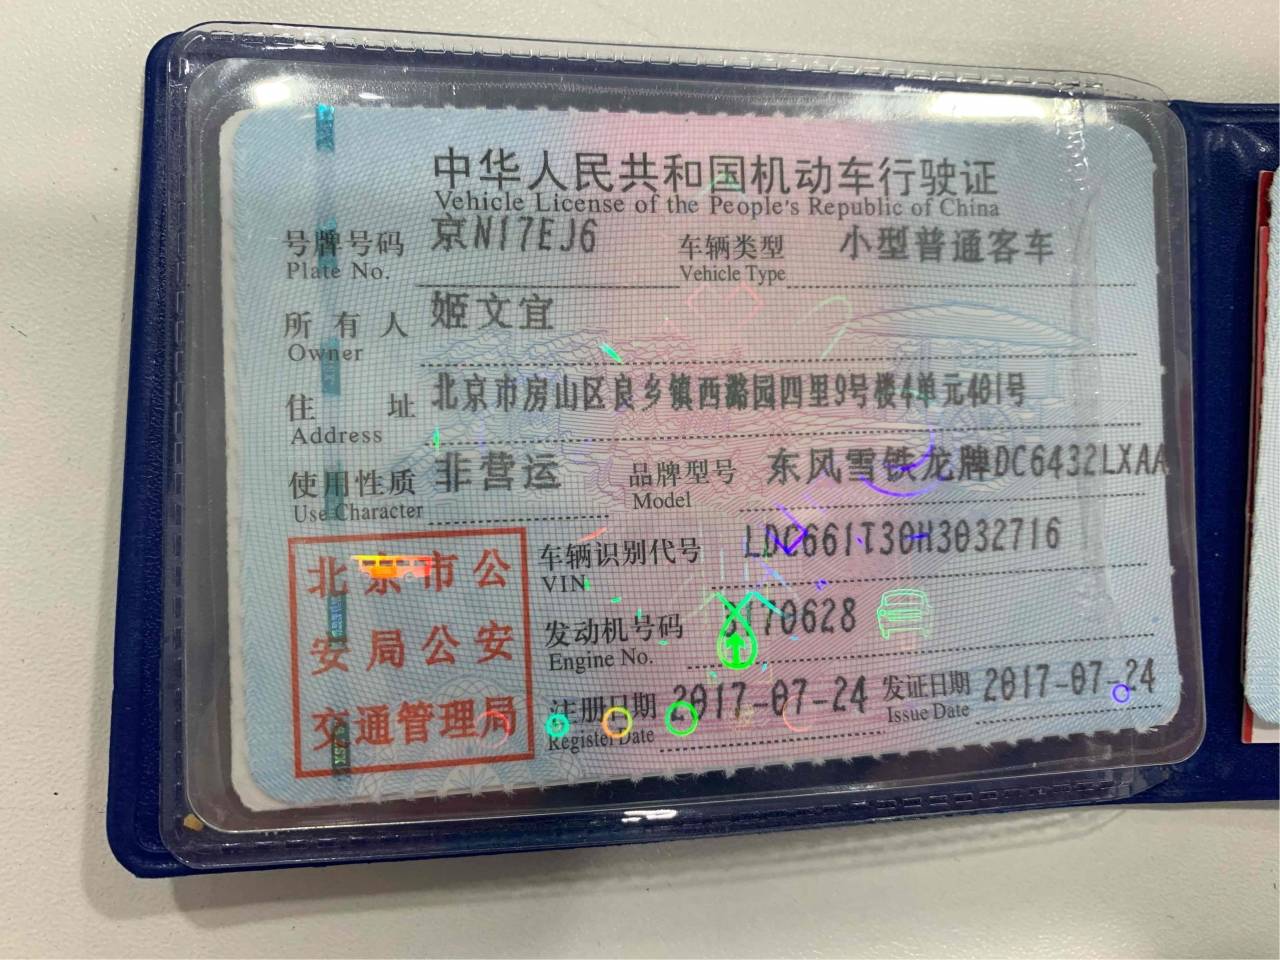 中华人民共和国机动车行驶证
Vehicle License of the People's Republic of China
号牌号码 京N17EJ6 车辆类型 小型普通客车
Plate No. Vehicle Type
所有人 姬文宜
Owner
住址 北京市房山区良乡镇西潞园四里9号楼4单元401号
Address
使用性质 非营运 品牌型号 东风雪铁龙牌DC6432LXAA
Use Character Model
北京市公
安局公安
交通管理局
车辆识别代号 LDC661T30H3032716
VIN
发动机号码
Engine No.
注册日期 2017-07-24 发证日期 2017-07-24
Register Date Issue Date